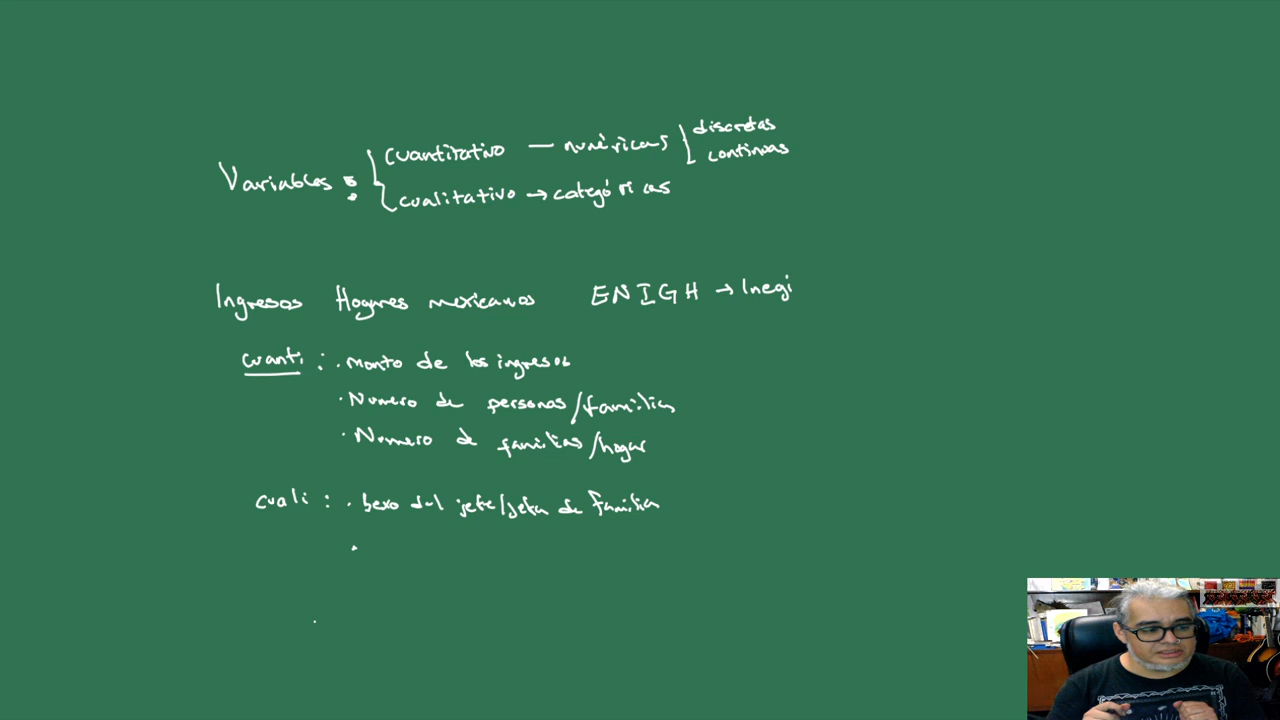 Variables : cuantitativo — numéricas discretas
continuas
cualitativo → categóricas
Ingresos Hogares mexicanos ENIGH → Inegi
cuanti : · monto de los ingresos
· Numero de personas/familia
· Numero de familias/hogar
cuali : · sexo del jefe/jefa de familia
·